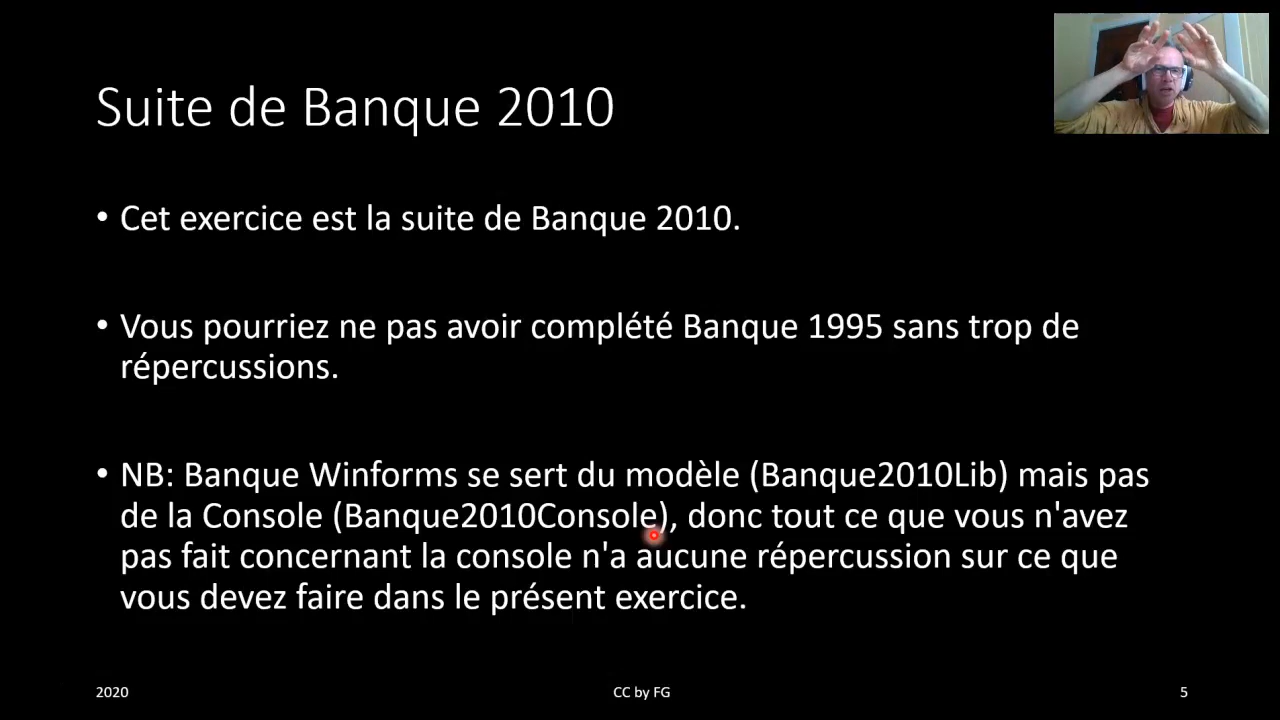 Suite de Banque 2010
• Cet exercice est la suite de Banque 2010.
• Vous pourriez ne pas avoir complété Banque 1995 sans trop de
répercussions.
• NB: Banque Winforms se sert du modèle (Banque2010Lib) mais pas
de la Console (Banque2010Console), donc tout ce que vous n'avez
pas fait concernant la console n'a aucune répercussion sur ce que
vous devez faire dans le présent exercice.
2020
CC by FG
5